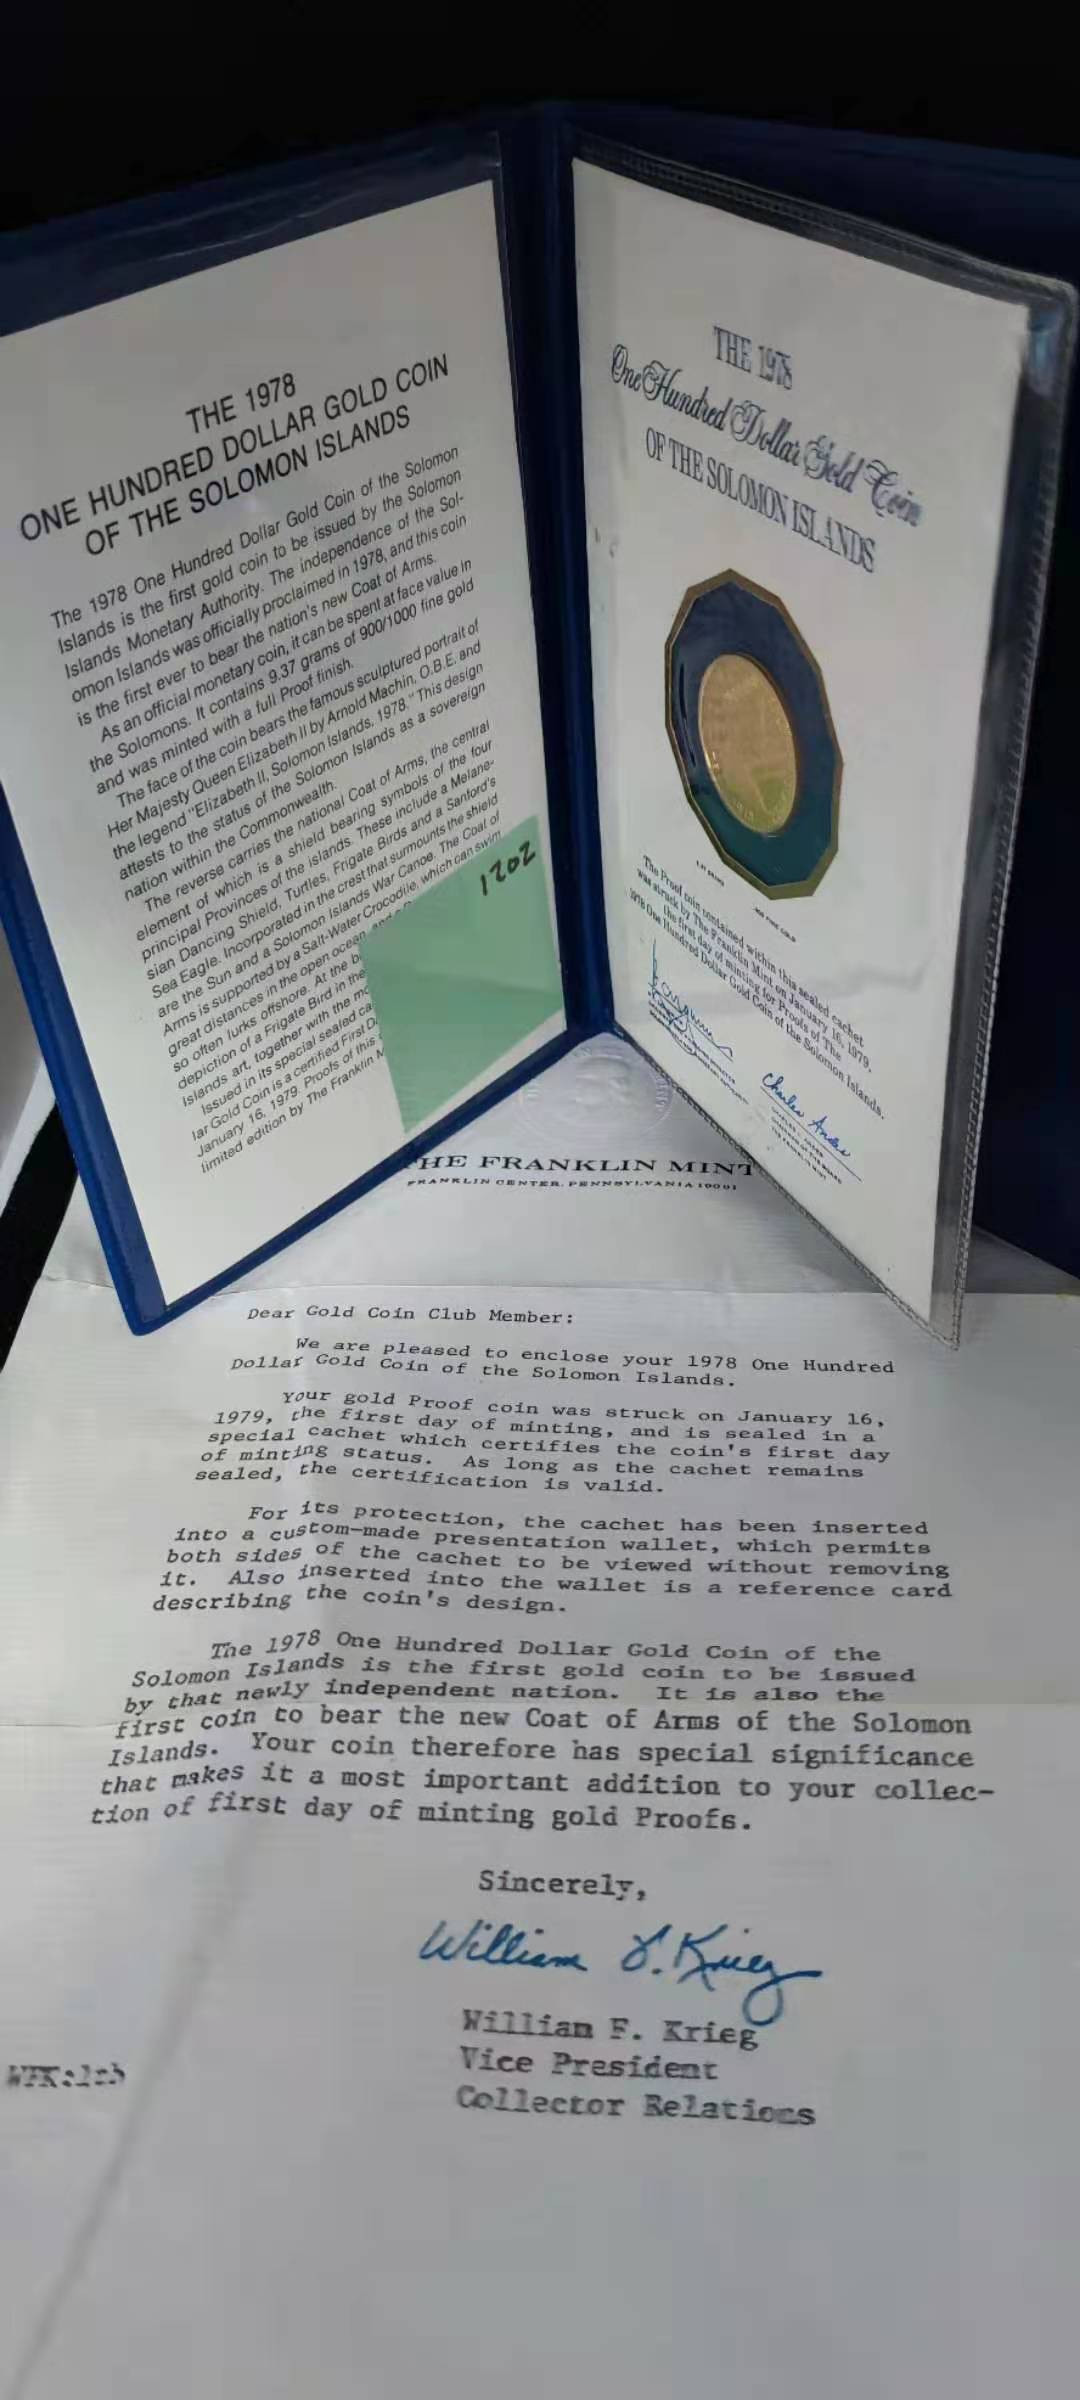 THE 1978
ONE HUNDRED DOLLAR GOLD COIN
OF THE SOLOMON ISLANDS
The 1978 One Hundred Dollar Gold Coin of the Solomon
Islands is the first gold coin to be issued by the Solomon
Islands Monetary Authority. The independence of the Sol-
omon Islands was officially proclaimed in 1978, and this coin
is the first ever to bear the nation's new Coat of Arms.
As an official monetary coin, it can be spent at face value in
the Solomons. It contains 9.37 grams of 900/1000 fine gold
and was minted with a full Proof finish.
The face of the coin bears the famous sculptured portrait of
Her Majesty Queen Elizabeth II by Arnold Machin, O.B.E. and
the legend "Elizabeth II, Solomon Islands, 1978." This design
attests to the status of the Solomon Islands as a sovereign
nation within the Commonwealth.
The reverse carries the national Coat of Arms, the central
element of which is a shield bearing symbols of the four
principal Provinces of the islands. These include a Melane-
sian Dancing Shield, Turtles, Frigate Birds and a Sanford's
Sea Eagle. Incorporated in the crest that surmounts the shield
are the Sun and a Solomon Islands War Canoe. The Coat of
Arms is supported by a Salt-Water Crocodile, which can swim
great distances in the open ocean, and
so often lurks offshore. At the
depiction of a Frigate Bird in the
Islands art, together with the
Issued in its special sealed
lar Gold Coin is a certified First
January 16, 1979. Proofs of this
limited edition by The Franklin
1202
THE 1978
One Hundred Dollar Gold Coin
OF THE SOLOMON ISLANDS
The Proof coin contained within this sealed cachet
was struck by The Franklin Mint on January 16, 1979,
the first day of minting for Proofs of The
1978 One Hundred Dollar Gold Coin of the Solomon Islands.
Charles Andes
THE FRANKLIN MINT
THE FRANKLIN MINT
FRANKLIN CENTER, PENNSYLVANIA 19091
Dear Gold Coin Club Member:
We are pleased to enclose your 1978 One Hundred
Dollar Gold Coin of the Solomon Islands.
Your gold Proof coin was struck on January 16,
1979, the first day of minting, and is sealed in a
special cachet which certifies the coin's first day
of minting status. As long as the cachet remains
sealed, the certification is valid.
For its protection, the cachet has been inserted
into a custom-made presentation wallet, which permits
both sides of the cachet to be viewed without removing
it. Also inserted into the wallet is a reference card
describing the coin's design.
The 1978 One Hundred Dollar Gold Coin of the
Solomon Islands is the first gold coin to be issued
by that newly independent nation. It is also the
first coin to bear the new Coat of Arms of the Solomon
Islands. Your coin therefore has special significance
that makes it a most important addition to your collec-
tion of first day of minting gold Proofs.
Sincerely,
William F. Krieg
William F. Krieg
Vice President
Collector Relations